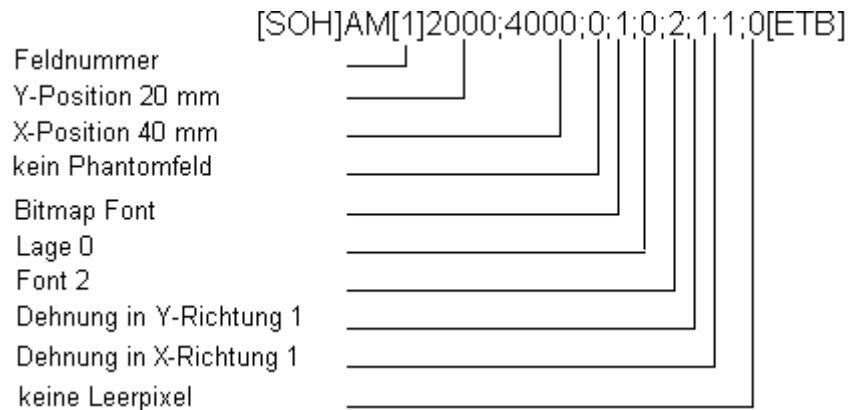 [SOH]AM[1]2000;4000;0;1;0;2;1;1;0[ETB]
Feldnummer
Y-Position 20 mm
X-Position 40 mm
kein Phantomfeld
Bitmap Font
Lage 0
Font 2
Dehnung in Y-Richtung 1
Dehnung in X-Richtung 1
keine Leerpixel